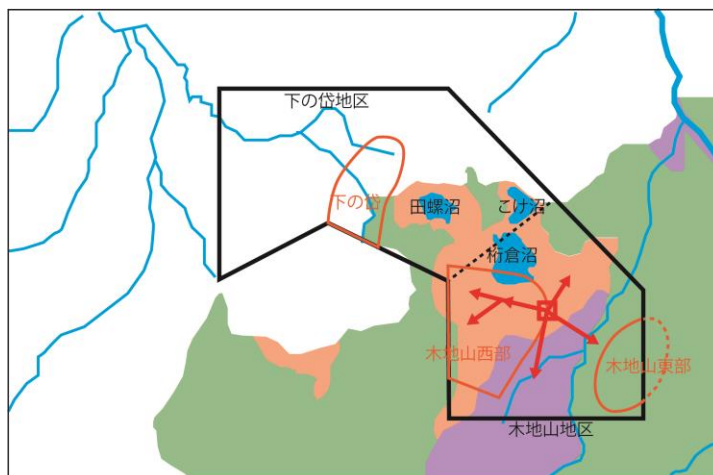 下の岱地区
下の岱
田螺沼
こけ沼
桁倉沼
木地山西部
木地山東部
木地山地区